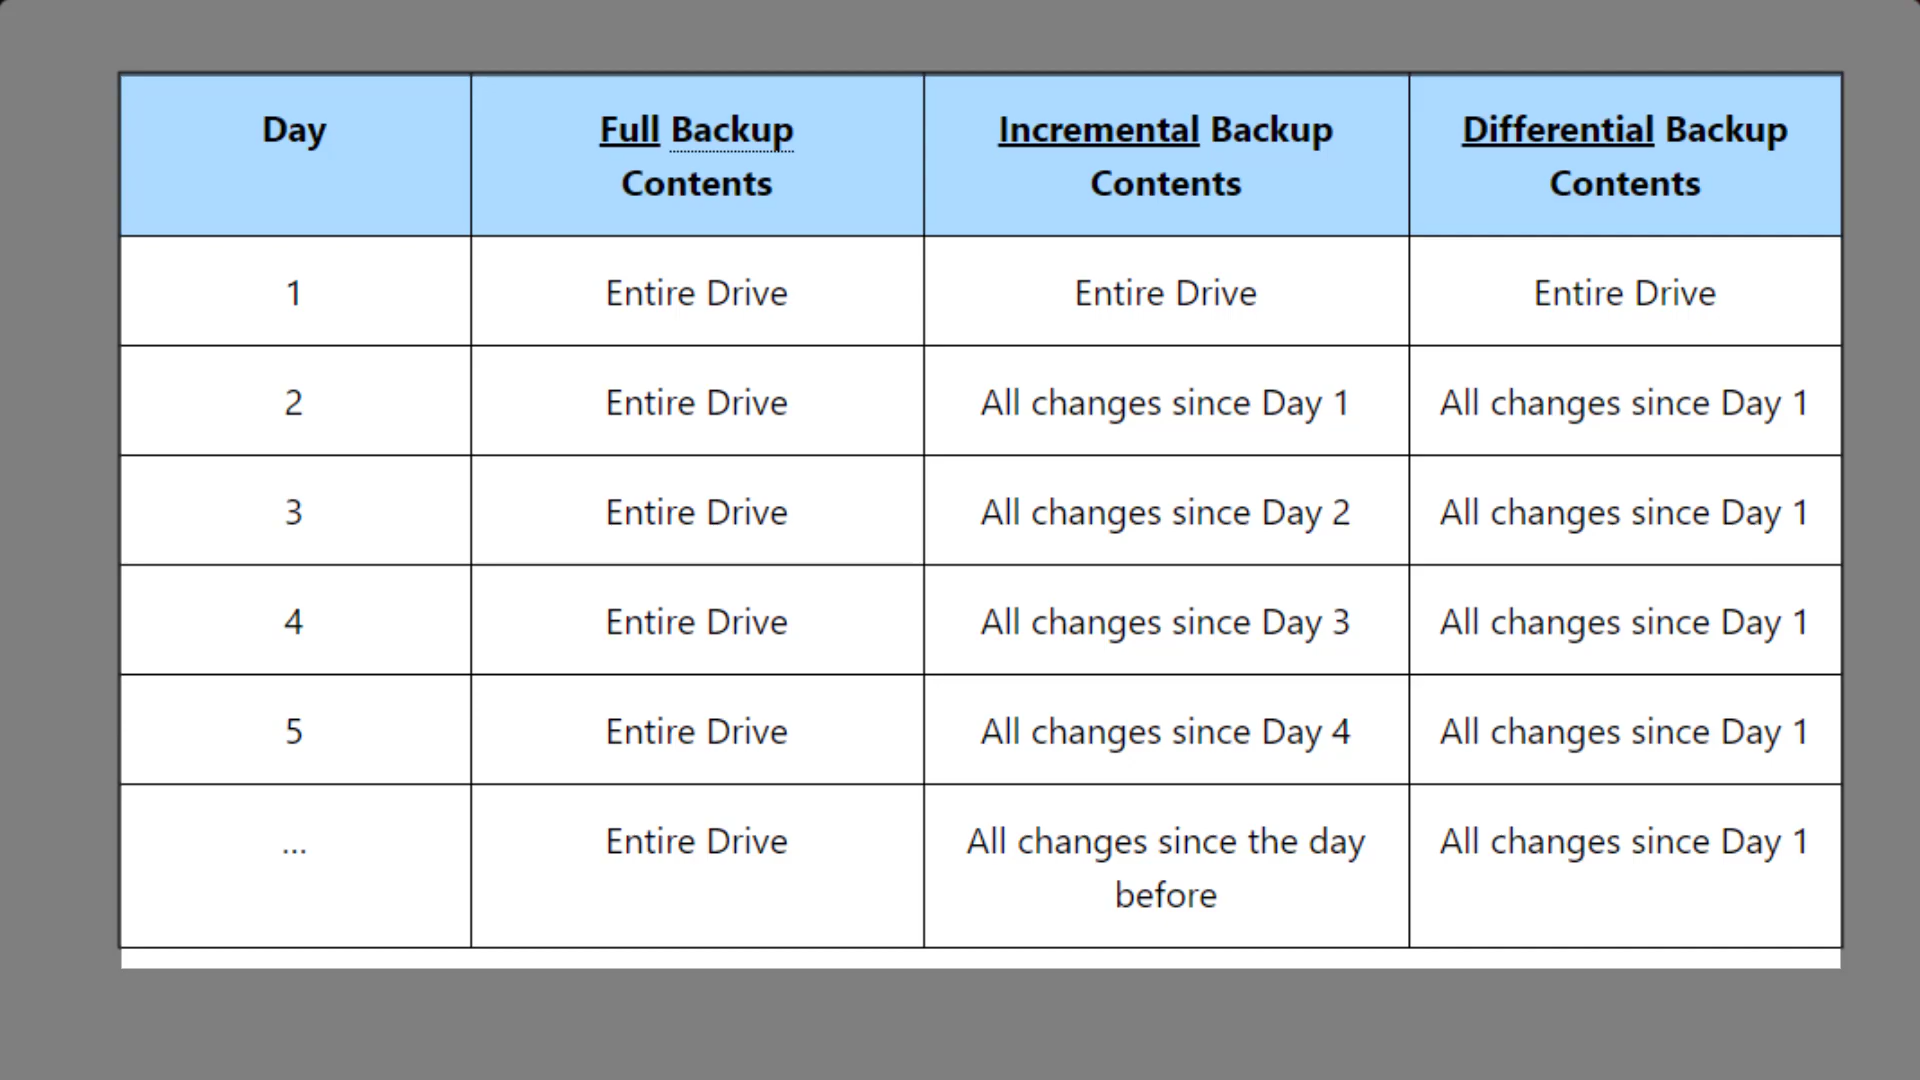 Day
Full Backup
Contents
Incremental Backup
Contents
Differential Backup
Contents
1
Entire Drive
Entire Drive
Entire Drive
2
Entire Drive
All changes since Day 1
All changes since Day 1
3
Entire Drive
All changes since Day 2
All changes since Day 1
4
Entire Drive
All changes since Day 3
All changes since Day 1
5
Entire Drive
All changes since Day 4
All changes since Day 1
...
Entire Drive
All changes since the day
before
All changes since Day 1